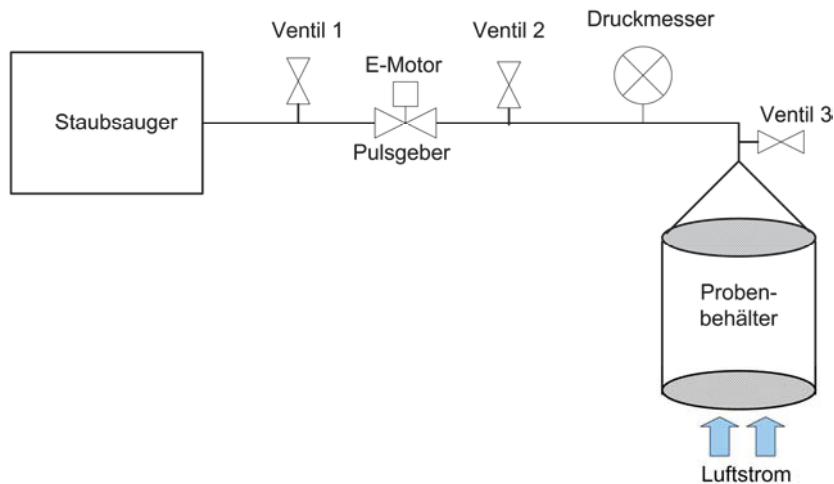 Ventil 1
Ventil 2
Druckmesser
E-Motor
Staubsauger
Ventil 3
Pulsgeber
Proben-
behälter
Luftstrom